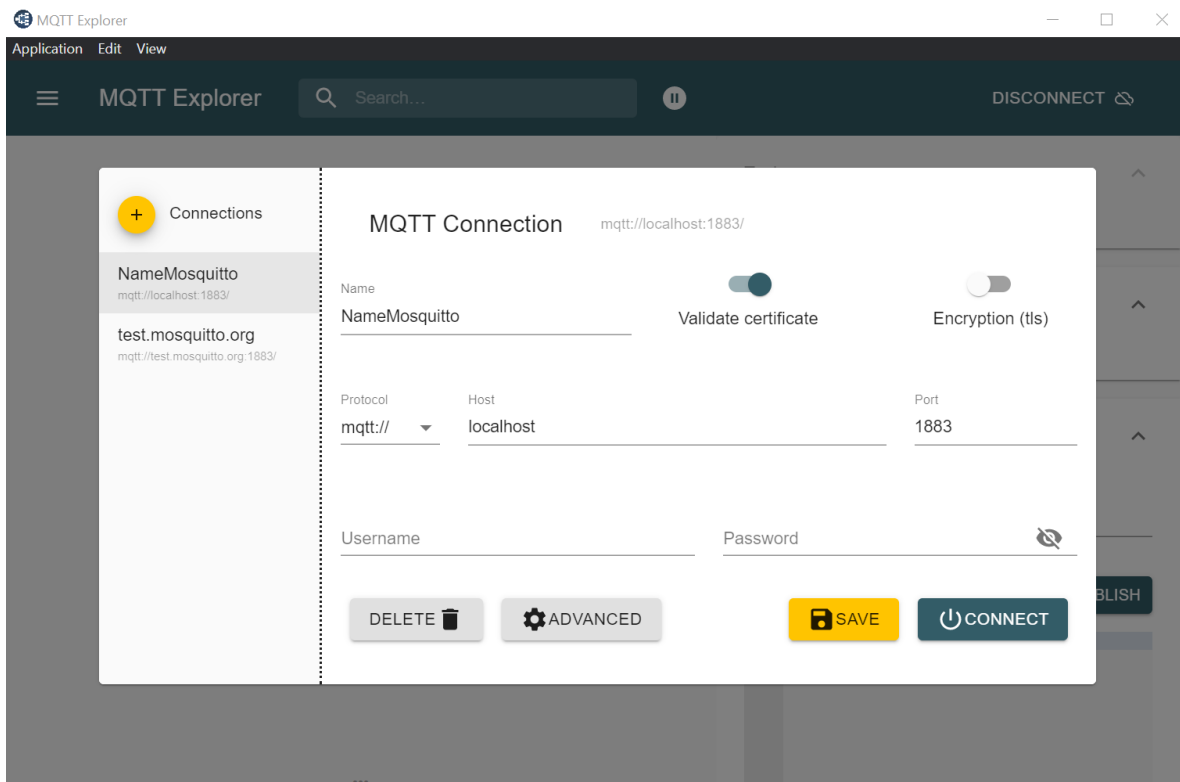 MQTT Explorer
Application Edit View
MQTT Explorer
Search...
DISCONNECT
Connections
NameMosquitto
mqtt://localhost:1883/
test.mosquitto.org
mqtt://test.mosquitto.org:1883/
MQTT Connection mqtt://localhost:1883/
Name
NameMosquitto
Validate certificate
Encryption (tls)
Protocol
mqtt://
Host
localhost
Port
1883
Username
Password
DELETE
ADVANCED
SAVE
CONNECT
BLISH